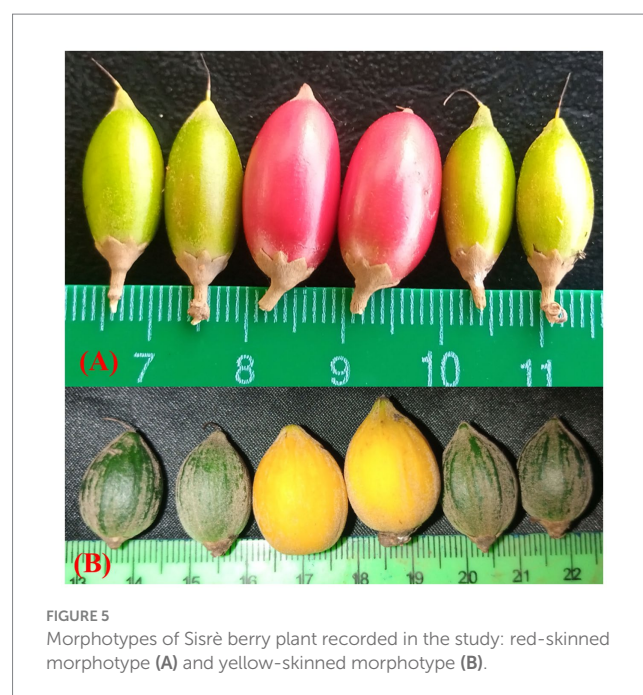 (A) 7 8 9 10 11
(B) 13 14 15 16 17 18 19 20 21 22
FIGURE 5
Morphotypes of Sisrè berry plant recorded in the study: red-skinned
morphotype (A) and yellow-skinned morphotype (B).